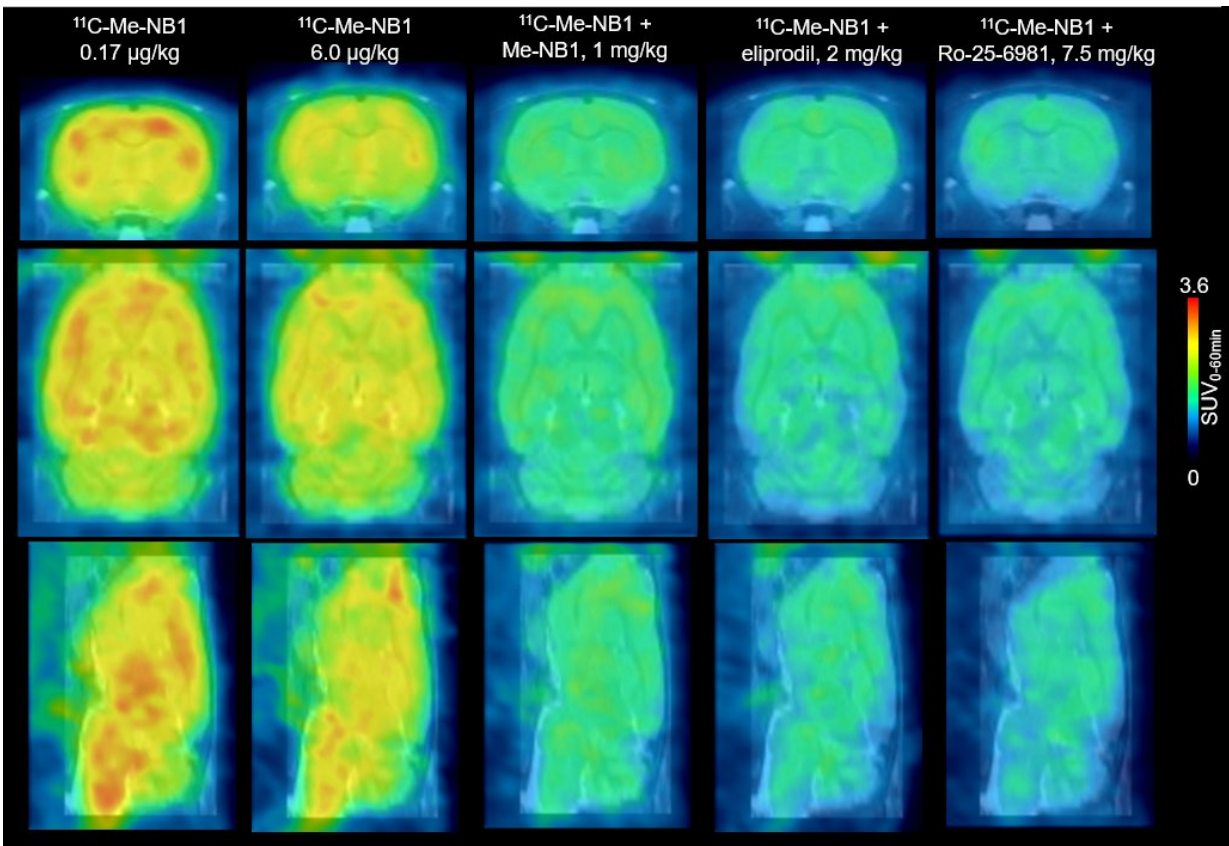 ¹¹C-Me-NB1
0.17 µg/kg
¹¹C-Me-NB1
6.0 µg/kg
¹¹C-Me-NB1 +
Me-NB1, 1 mg/kg
¹¹C-Me-NB1 +
eliprodil, 2 mg/kg
¹¹C-Me-NB1 +
Ro-25-6981, 7.5 mg/kg
3.6
SUV0-60min
0